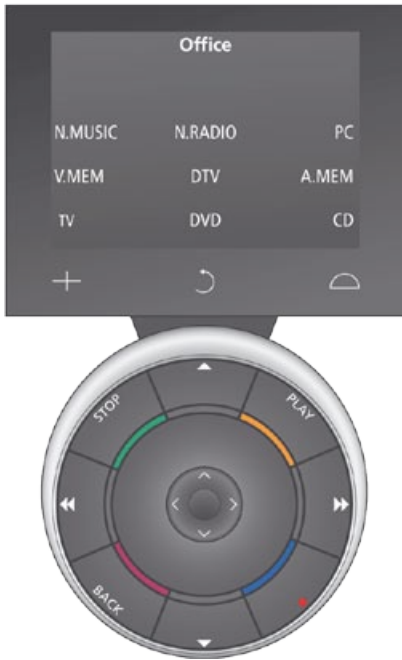 Office
N.MUSIC N.RADIO PC
V.MEM DTV A.MEM
TV DVD CD
STOP PLAY
BACK